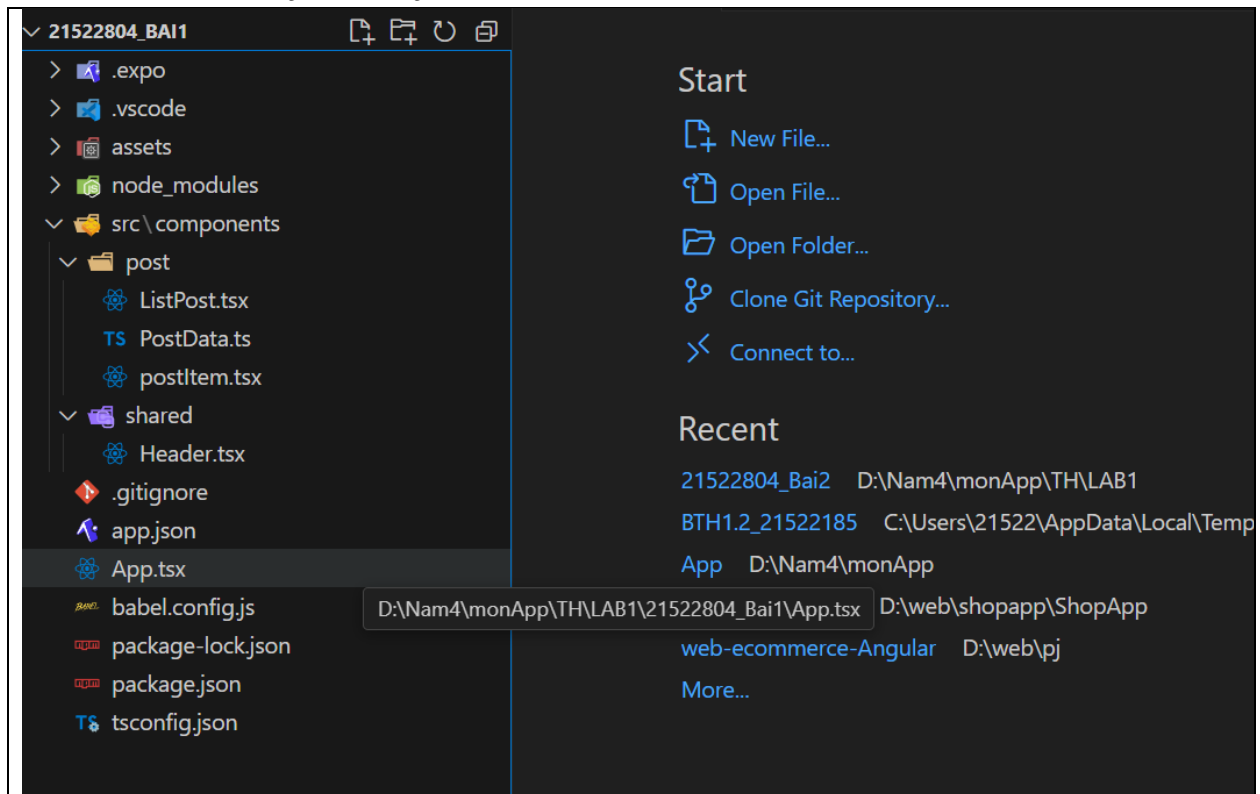 21522804_BAI1
.expo
.vscode
assets
node_modules
src\components
post
ListPost.tsx
PostData.ts
postItem.tsx
shared
Header.tsx
.gitignore
app.json
App.tsx
babel.config.js
package-lock.json
package.json
tsconfig.json
D:\Nam4\monApp\TH\LAB1\21522804_Bai1\App.tsx
Start
New File...
Open File...
Open Folder...
Clone Git Repository...
Connect to...
Recent
21522804_Bai2 D:\Nam4\monApp\TH\LAB1
BTH1.2_21522185 C:\Users\21522\AppData\Local\Temp
App D:\Nam4\monApp
D:\web\shopapp\ShopApp
web-ecommerce-Angular D:\web\pj
More...